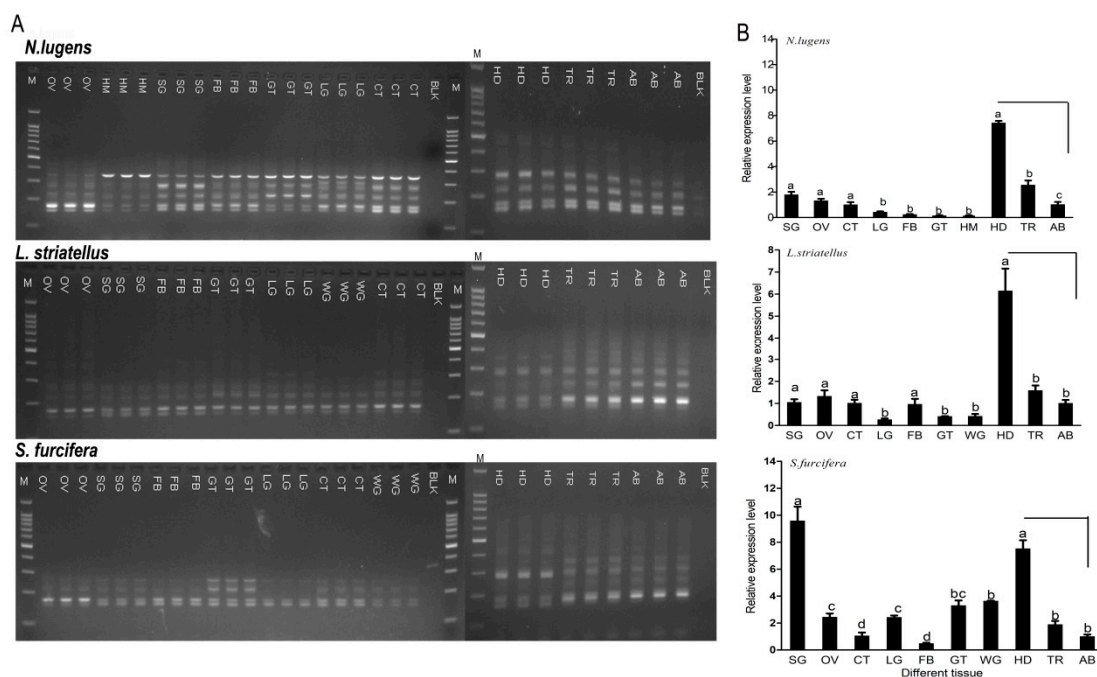 A
N.lugens
M OV OV OV HM HM HM SG SG SG FB FB FB GT GT GT LG LG LG CT CT CT BLK M
M HD HD HD TR TR TR AB AB AB BLK
L. striatellus
M OV OV OV SG SG SG FB FB FB GT GT GT LG LG LG WG WG WG CT CT CT BLK M
M HD HD HD TR TR TR AB AB AB BLK
S. furcifera
M OV OV OV SG SG SG FB FB FB GT GT GT LG LG LG CT CT CT WG WG WG BLK M
M HD HD HD TR TR TR AB AB AB BLK
B
N.lugens
Relative expression level
14
12
10
8
6
4
2
0
a a a b b b b a b c
SG OV CT LG FB GT HM HD TR AB
L.striatellus
Relative expression level
8
7
6
5
4
3
2
1
0
a a a b a b b a b b
SG OV CT LG FB GT WG HD TR AB
S.furcifera
Relative expression level
14
12
10
8
6
4
2
0
a c d c d bc b a b b
SG OV CT LG FB GT WG HD TR AB
Different tissue